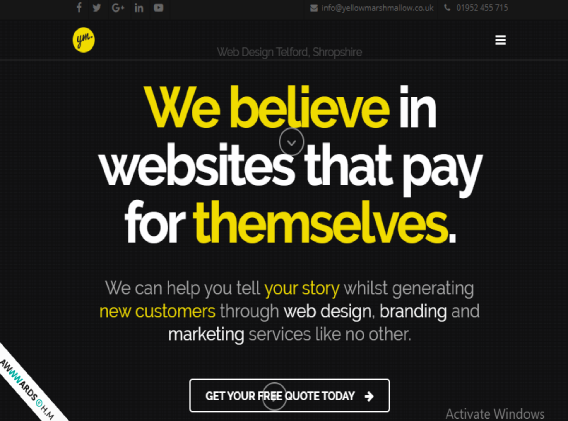 info@yellowmarshmallow.co.uk 01952 455 715
ym.
Web Design Telford, Shropshire
We believe in
websites that pay
for themselves.
We can help you tell your story whilst generating
new customers through web design, branding and
marketing services like no other.
GET YOUR FREE QUOTE TODAY
AWWWARDS H.M
Activate Windows